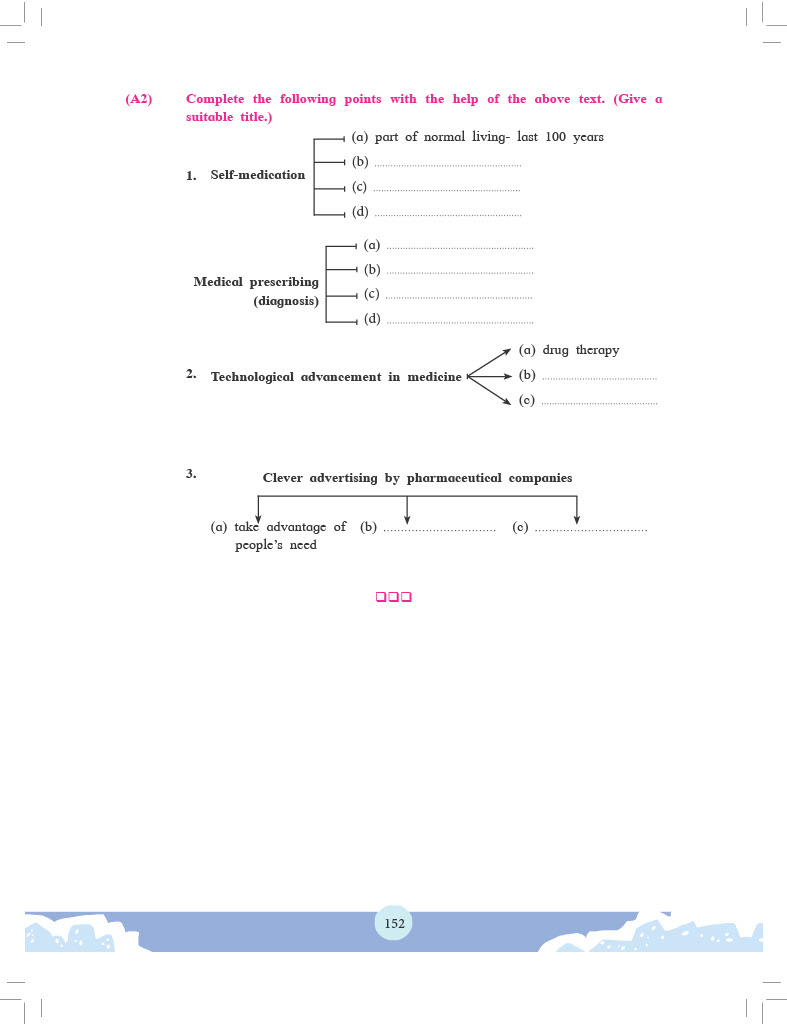 (A2) Complete the following points with the help of the above text. (Give a
suitable title.)
(a) part of normal living- last 100 years
(b) ..................................................
1. Self-medication
(c) ..................................................
(d) ..................................................
(a) ..................................................
(b) ..................................................
Medical prescribing
(diagnosis)
(c) ..................................................
(d) ..................................................
(a) drug therapy
2. Technological advancement in medicine
(b) ........................................
(c) ........................................
3. Clever advertising by pharmaceutical companies
(a) take advantage of (b) ................................ (c) ................................
people's need
152